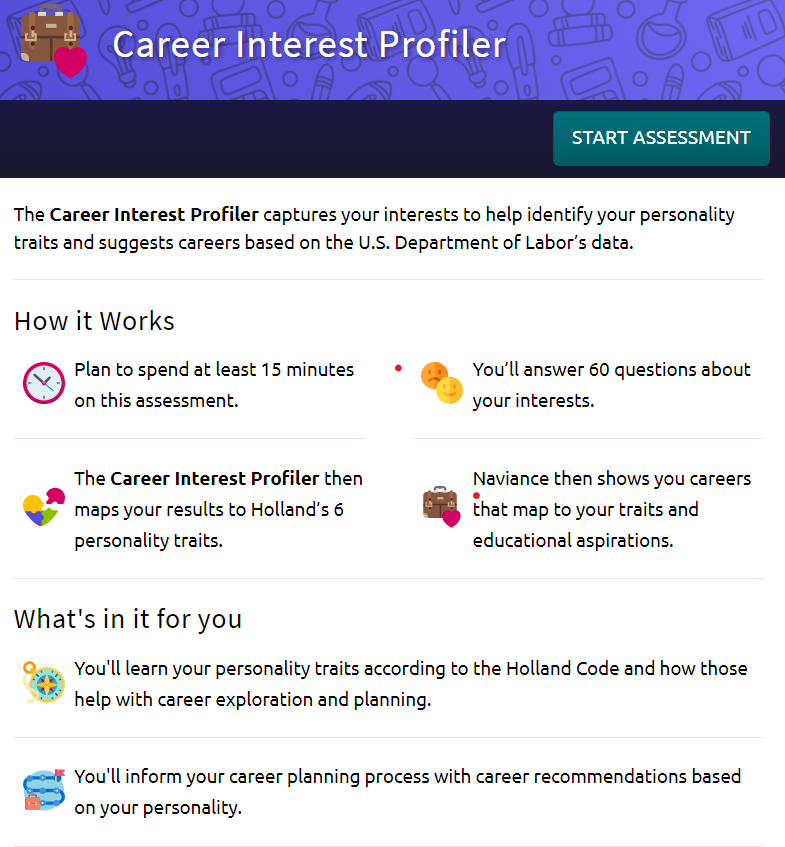 Career Interest Profiler
START ASSESSMENT
The Career Interest Profiler captures your interests to help identify your personality
traits and suggests careers based on the U.S. Department of Labor’s data.
How it Works
Plan to spend at least 15 minutes
on this assessment.
You’ll answer 60 questions about
your interests.
The Career Interest Profiler then
maps your results to Holland’s 6
personality traits.
Naviance then shows you careers
that map to your traits and
educational aspirations.
What's in it for you
You'll learn your personality traits according to the Holland Code and how those
help with career exploration and planning.
You'll inform your career planning process with career recommendations based
on your personality.